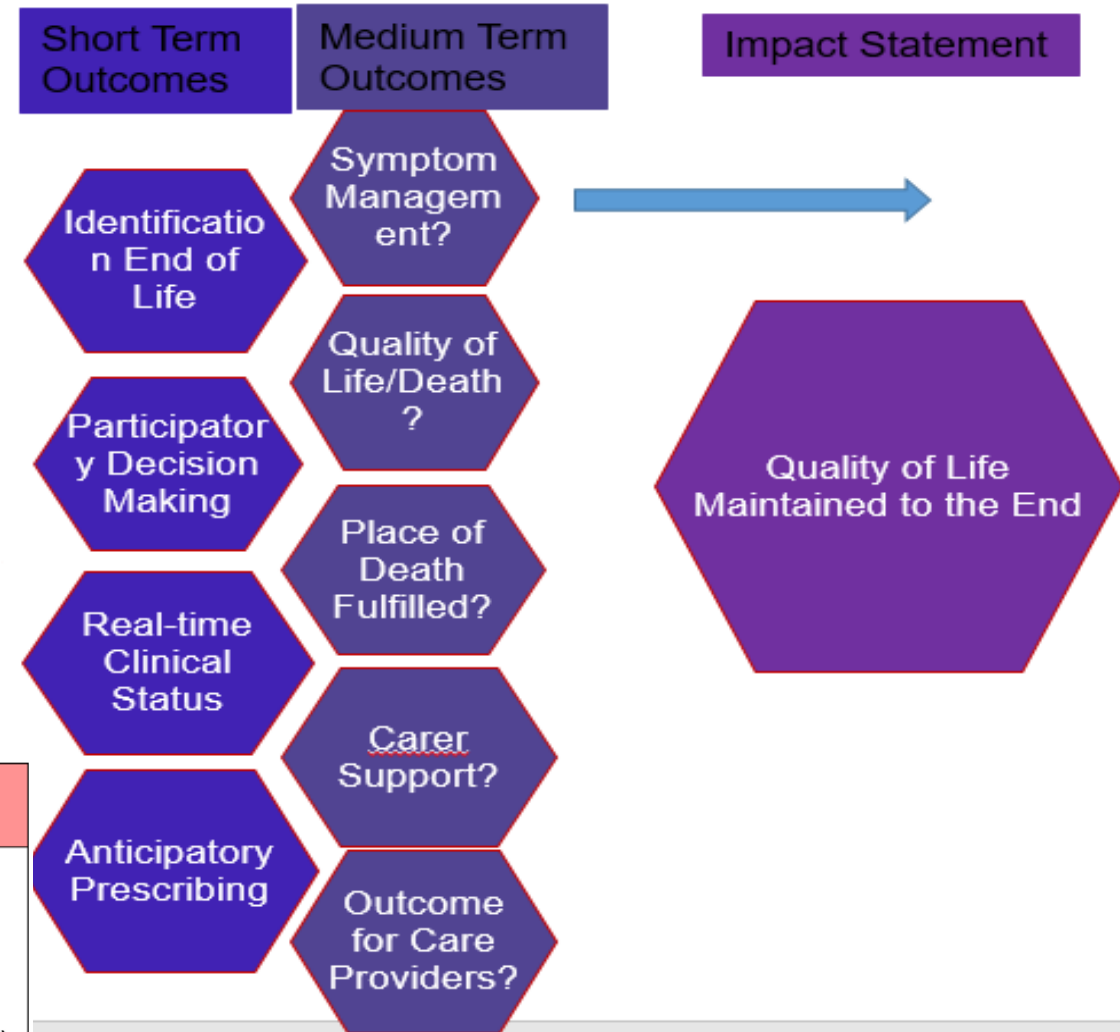 Short Term
Outcomes
Medium Term
Outcomes
Impact Statement
Identificatio
n End of
Life
Participator
y Decision
Making
Real-time
Clinical
Status
Anticipatory
Prescribing
Symptom
Managem
ent?
Quality of
Life/Death
?
Place of
Death
Fulfilled?
Carer
Support?
Outcome
for Care
Providers?
Quality of Life
Maintained to the End